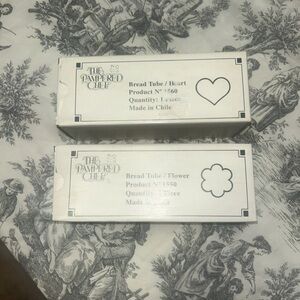 THE
PAMPERED
CHEF
Bread Tube / Heart
Product Nº 1560
Quantity:
Made in Chile
THE
PAMPERED
CHEF
Bread Tube / Flower
Product Nº 1550
Made in